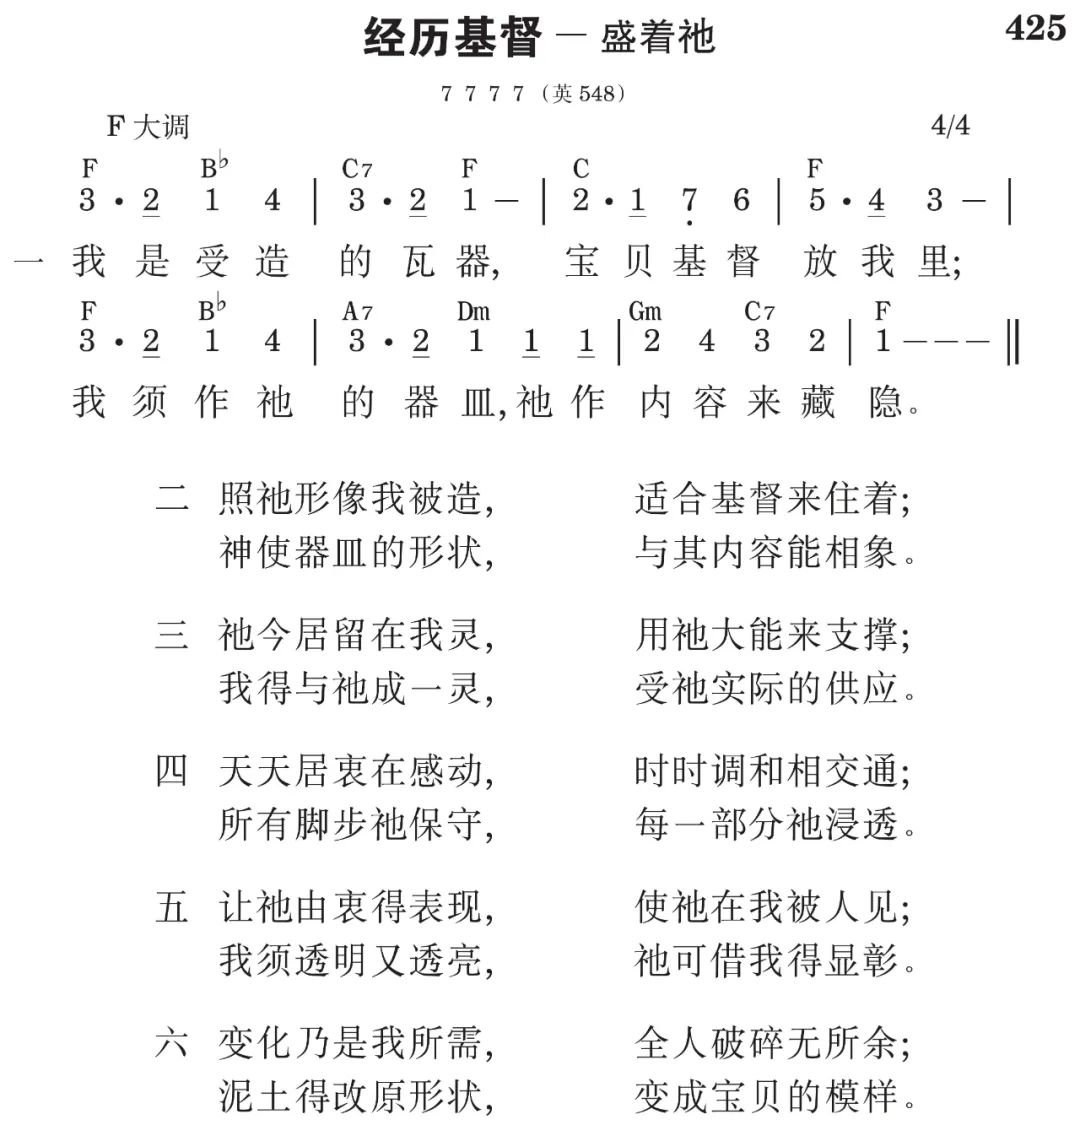 经历基督 — 盛着祂 425
7 7 7 7 (英 548)
F 大调 4/4
F B♭ C7 F C F
3 · 2 1 4 | 3 · 2 1 — | 2 · 1 7 6 | 5 · 4 3 — |
一 我是受造的瓦器, 宝贝基督放我里;
F B♭ A7 Dm Gm C7 F
3 · 2 1 4 | 3 · 2 1 1 1 | 2 4 3 2 | 1 — — — ‖
我须作祂的器皿,祂作内容来藏隐。
二 照祂形像我被造, 适合基督来住着;
神使器皿的形状, 与其内容能相象。
三 祂今居留在我灵, 用祂大能来支撑;
我得与祂成一灵, 受祂实际的供应。
四 天天居衷在感动, 时时调和相交通;
所有脚步祂保守, 每一部分祂浸透。
五 让祂由衷得表现, 使祂在我被人见;
我须透明又透亮, 祂可借我得显彰。
六 变化乃是我所需, 全人破碎无所余;
泥土得改原形状, 变成宝贝的模样。